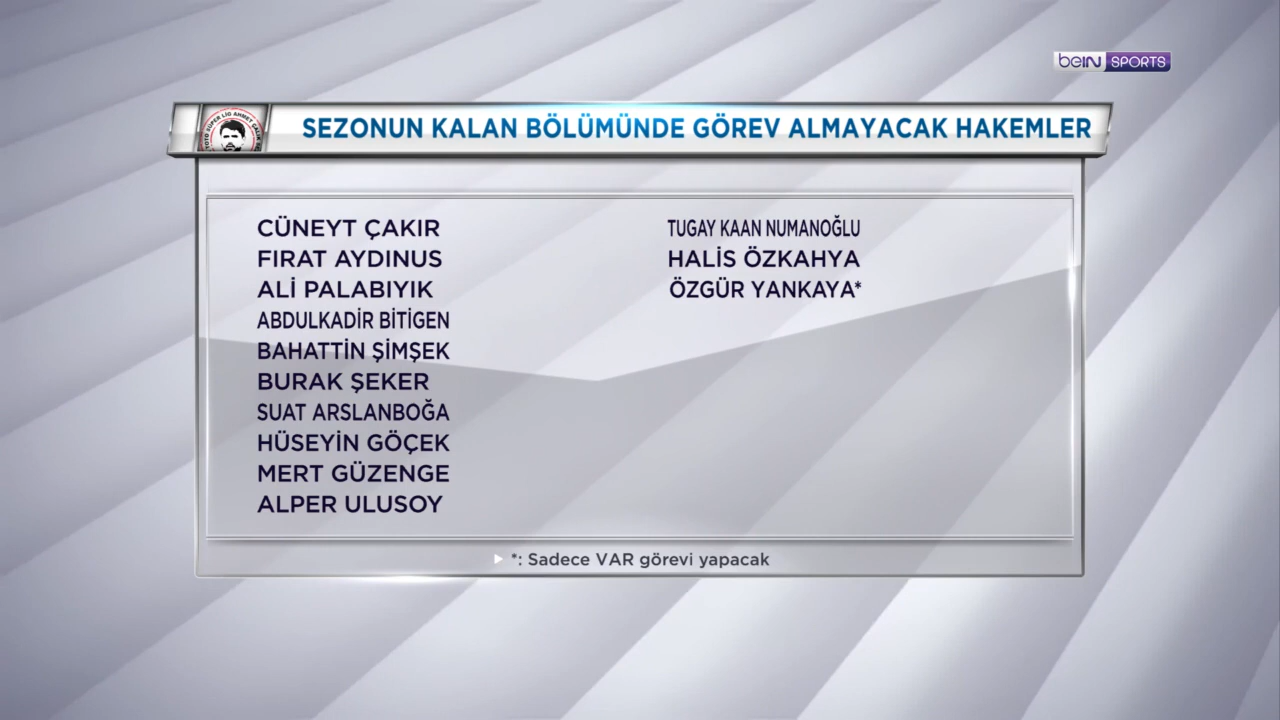 beIN SPORTS
SEZONUN KALAN BÖLÜMÜNDE GÖREV ALMAYACAK HAKEMLER
CÜNEYT ÇAKIR
FIRAT AYDINUS
ALİ PALABIYIK
ABDULKADİR BİTİGEN
BAHATTİN ŞİMŞEK
BURAK ŞEKER
SUAT ARSLANBOĞA
HÜSEYİN GÖÇEK
MERT GÜZENGE
ALPER ULUSOY
TUGAY KAAN NUMANOĞLU
HALİS ÖZKAHYA
ÖZGÜR YANKAYA*
*: Sadece VAR görevi yapacak